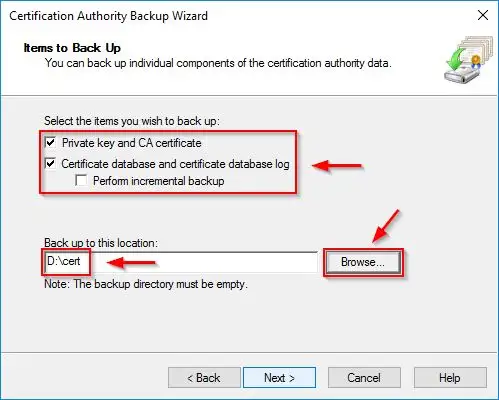 Certification Authority Backup Wizard
Items to Back Up
You can back up individual components of the certification authority data.
Select the items you wish to back up:
Private key and CA certificate
Certificate database and certificate database log
Perform incremental backup
Back up to this location:
D:\cert
Browse...
Note: The backup directory must be empty.
< Back
Next >
Cancel
Help